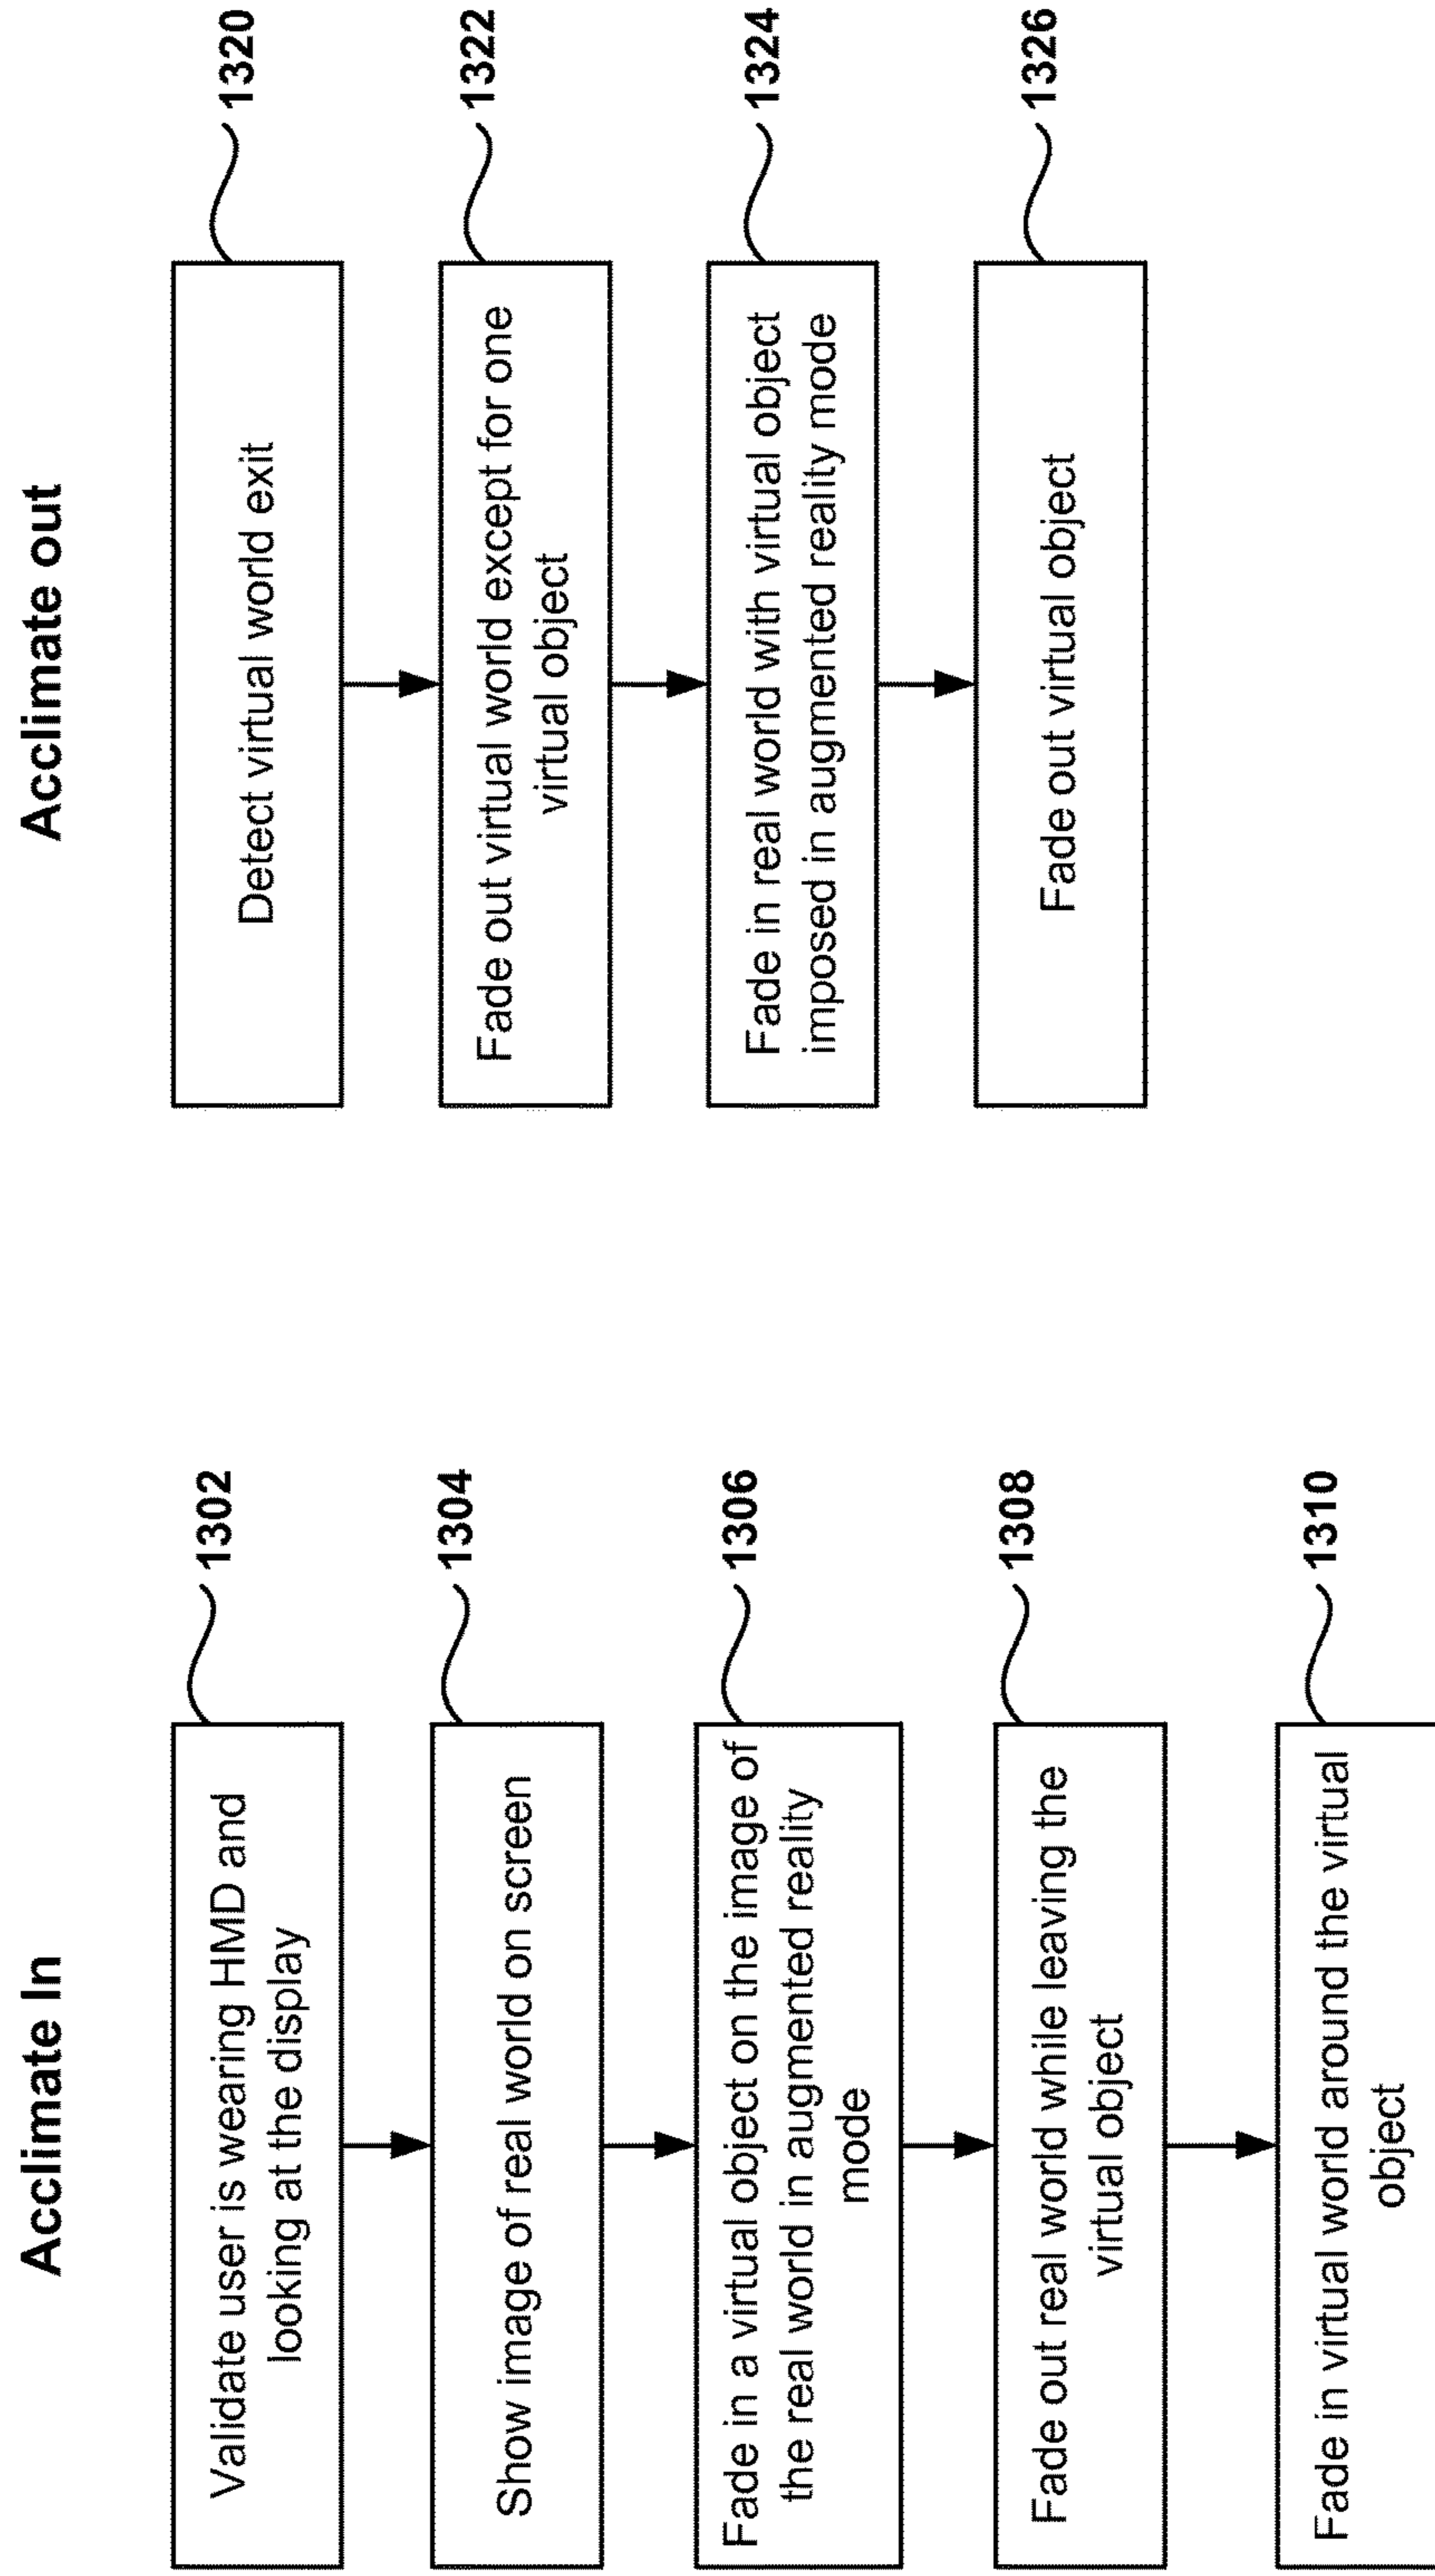 Acclimate In
Validate user is wearing HMD and
looking at the display
1302
Show image of real world on screen
1304
Fade in a virtual object on the image of
the real world in augmented reality
mode
1306
Fade out real world while leaving the
virtual object
1308
Fade in virtual world around the virtual
object
1310
Acclimate out
Detect virtual world exit
1320
Fade out virtual world except for one
virtual object
1322
Fade in real world with virtual object
imposed in augmented reality mode
1324
Fade out virtual object
1326